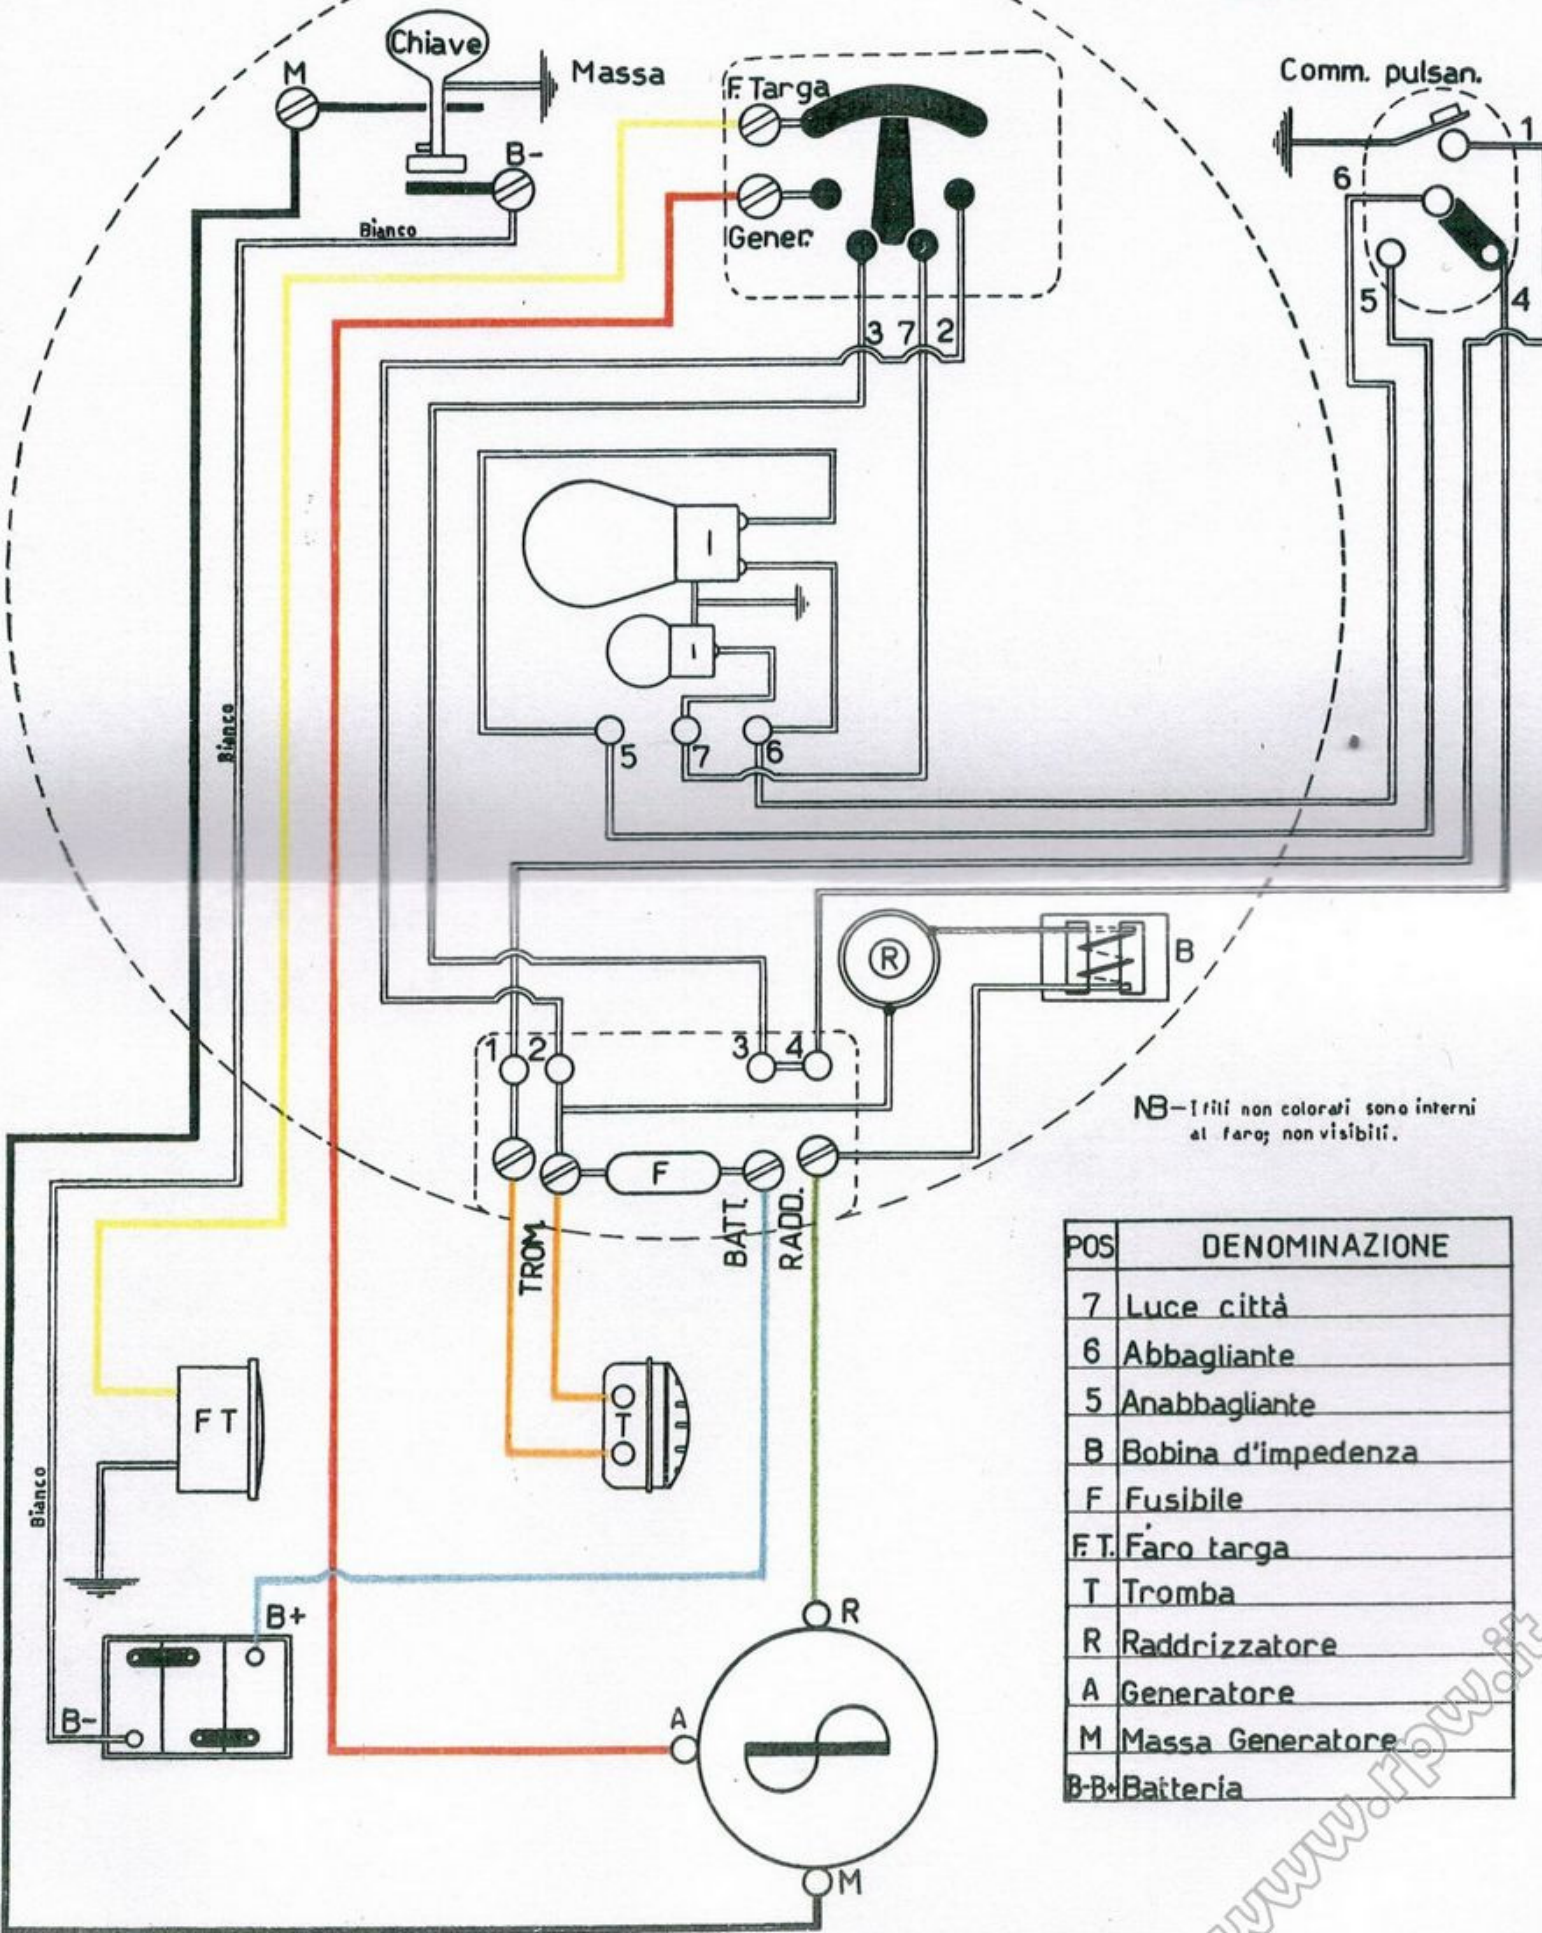 Chiave
M
Massa
B-
Bianco
F. Targa
Gener.
3 7 2
Comm. pulsan.
1
6
5
4
5 7 6
Bianco
R
B
1 2 3 4
F
TROM.
BATT.
RADD.
NB-I fili non colorati sono interni
al faro; non visibili.
POS DENOMINAZIONE
7 Luce città
6 Abbagliante
5 Anabbagliante
B Bobina d'impedenza
F Fusibile
F.T. Faro targa
T Tromba
R Raddrizzatore
A Generatore
M Massa Generatore
B-B+ Batteria
FT
T
Bianco
B+
B-
R
A
M
www.rpw.it